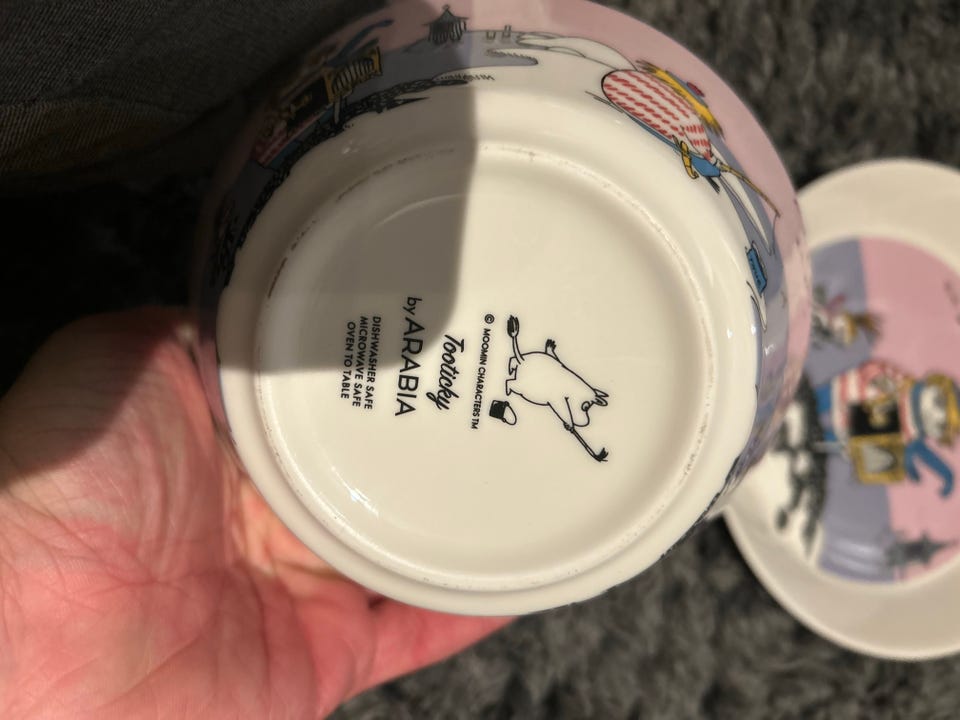 © MOOMIN CHARACTERS TM
Tooticky
by ARABIA
DISHWASHER SAFE
MICROWAVE SAFE
OVEN TO TABLE